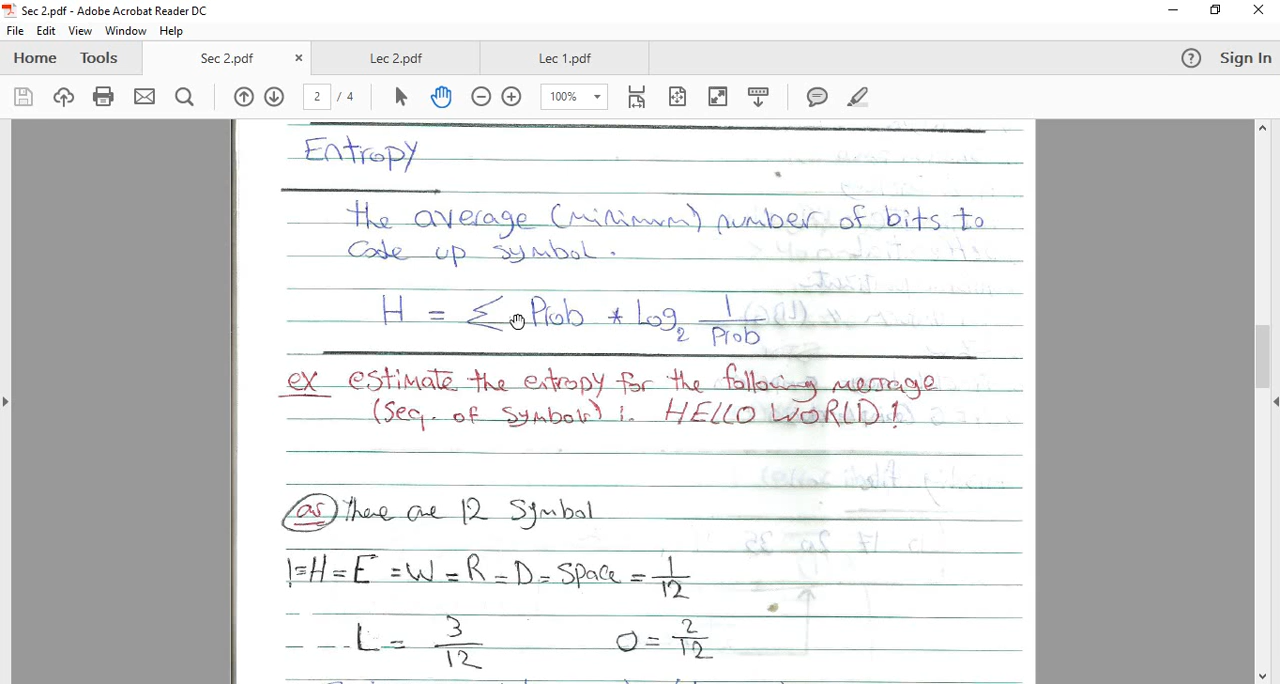 Sec 2.pdf - Adobe Acrobat Reader DC
File Edit View Window Help
Home Tools Sec 2.pdf × Lec 2.pdf Lec 1.pdf ? Sign In
2 / 4 100%
Entropy
the average (minimum) number of bits to
code up symbol.
H = Σ Prob * Log₂ 1/Prob
ex estimate the entropy for the following message
(Seq. of symbols) :. HELLO WORLD!
There are 12 Symbol
!=H=E=W=R=D=Space=1/12
L= 3/12 O=2/12